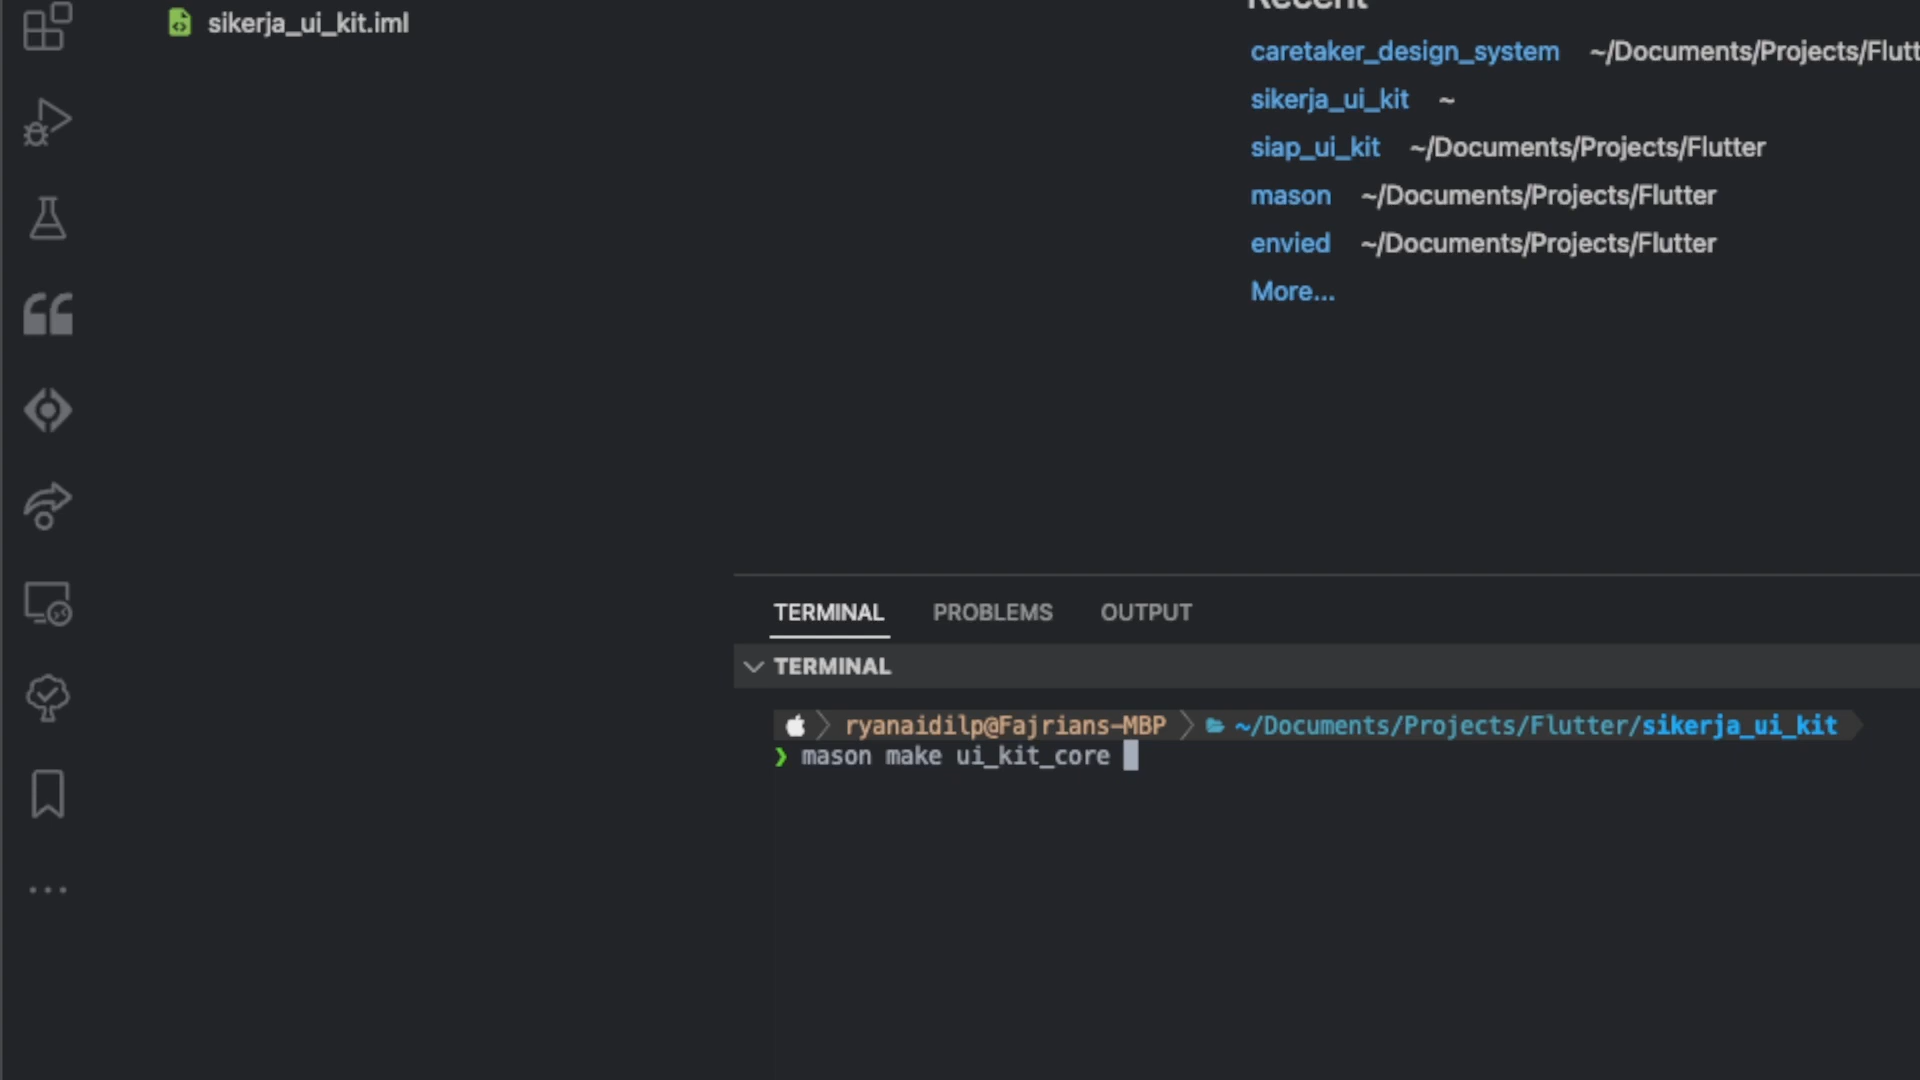 sikerja_ui_kit.iml
Recent
caretaker_design_system ~/Documents/Projects/Flutt
sikerja_ui_kit ~
siap_ui_kit ~/Documents/Projects/Flutter
mason ~/Documents/Projects/Flutter
envied ~/Documents/Projects/Flutter
More...
TERMINAL PROBLEMS OUTPUT
TERMINAL
ryanaidilp@Fajrians-MBP ~/Documents/Projects/Flutter/sikerja_ui_kit
❯ mason make ui_kit_core